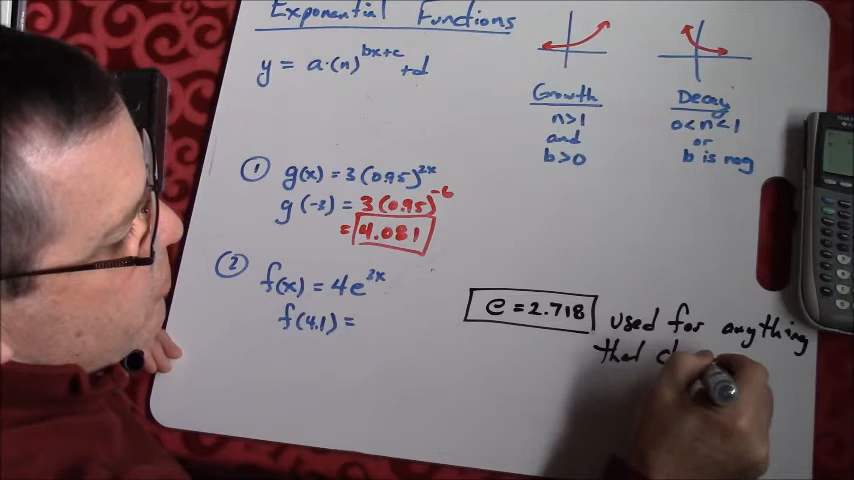 Exponential Functions
y = a·(n)^bx+c +d
Growth
n>1
and
b>0
Decay
0<n<1
or
b is neg
① g(x) = 3(0.95)^2x
g(-3) = 3(0.95)^-6
= 4.081
② f(x) = 4e^2x
f(4.1) =
e = 2.718
used for anything
that